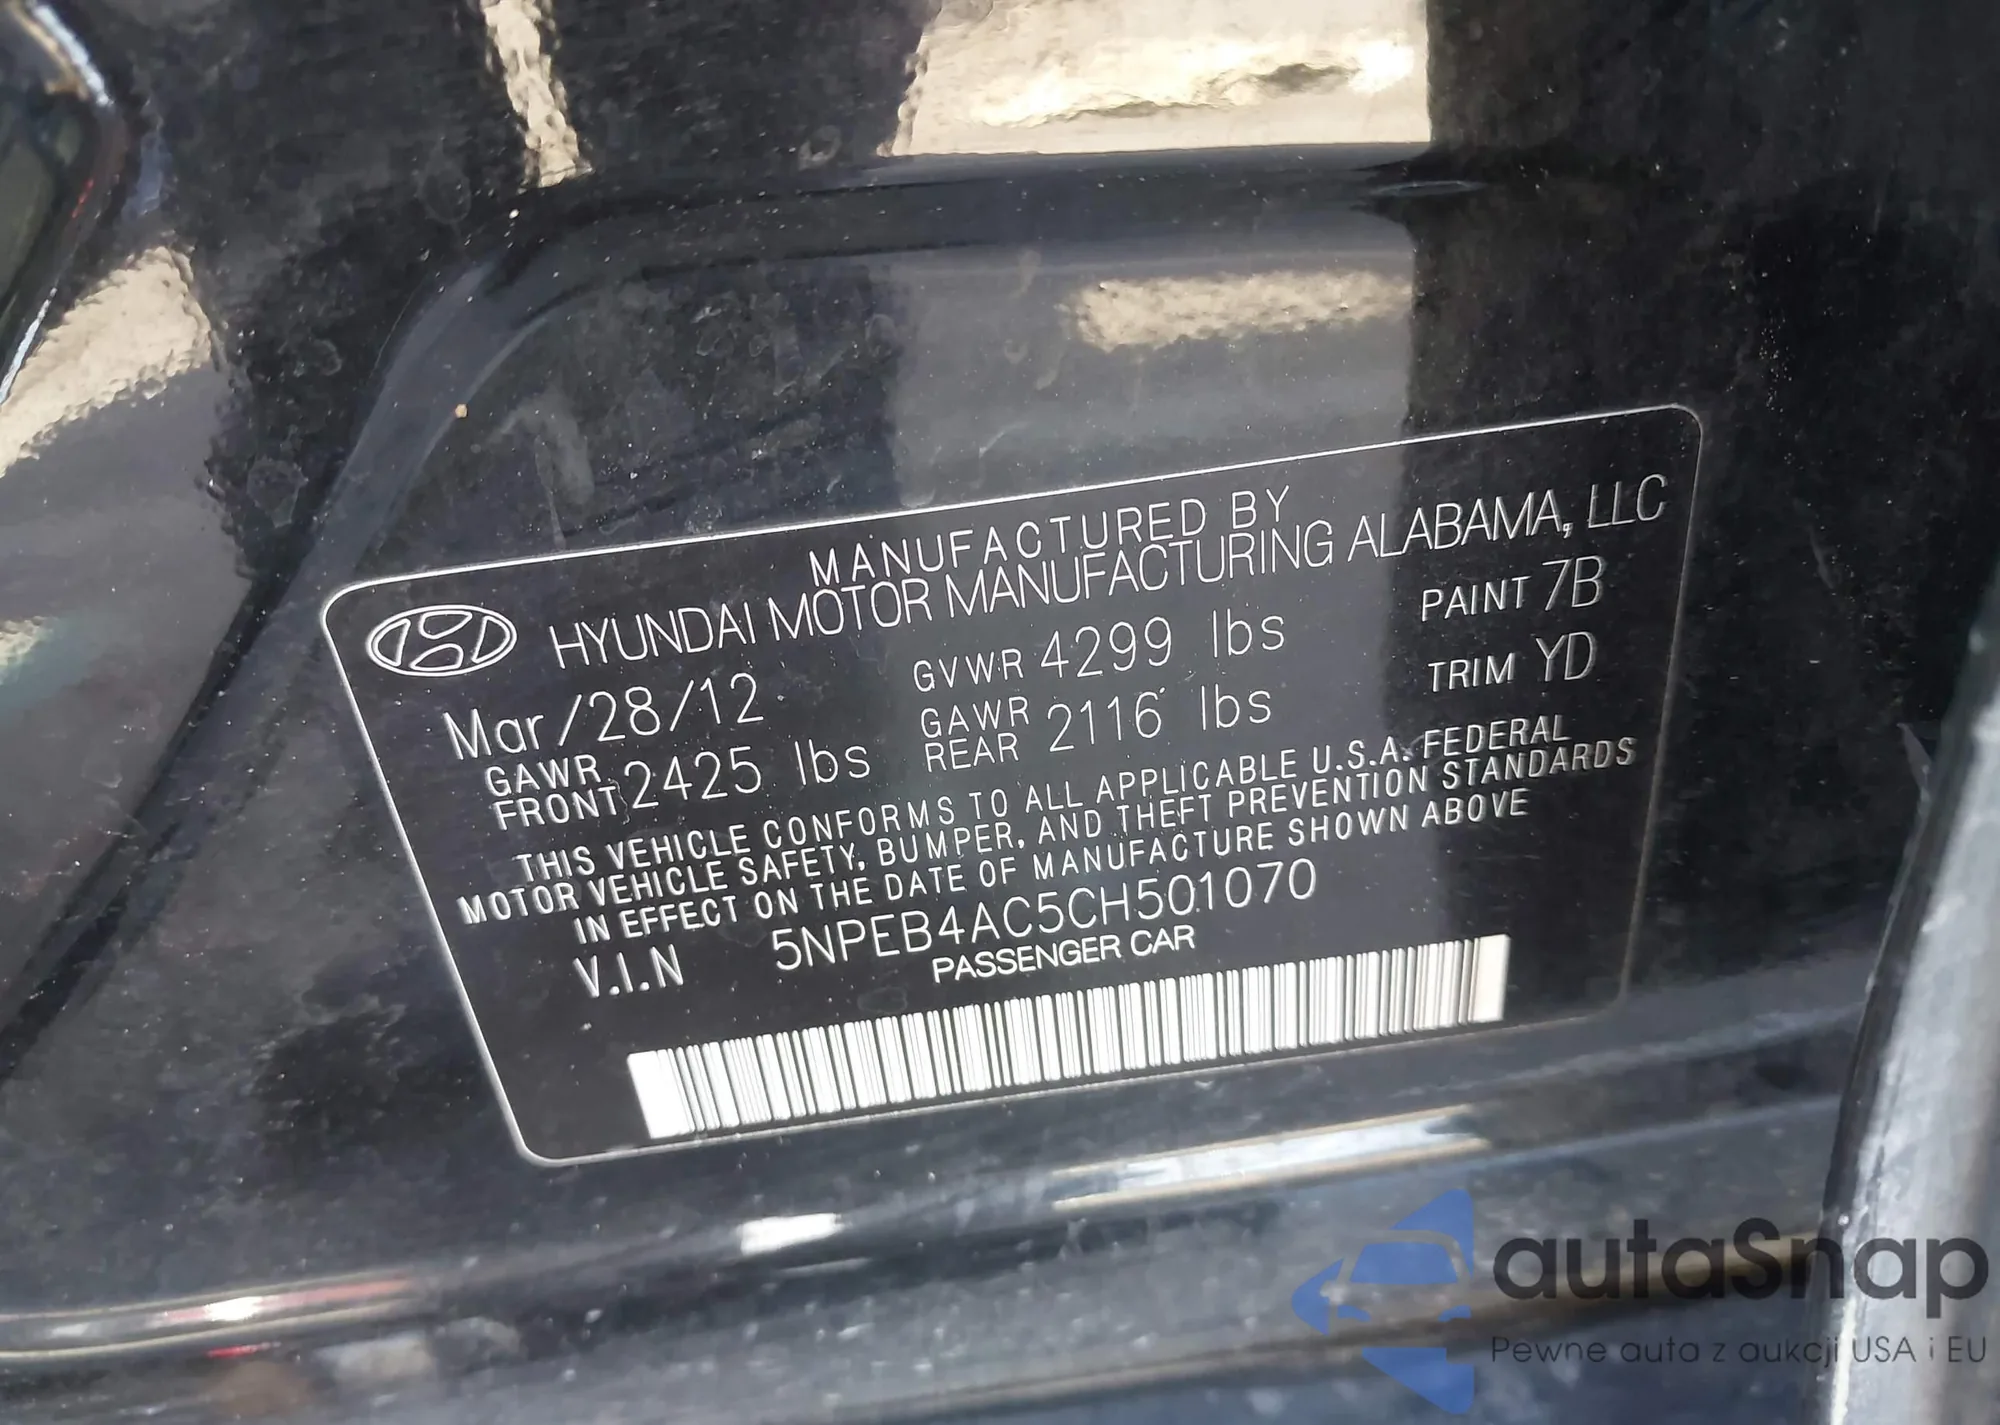 MANUFACTURED BY
HYUNDAI MOTOR MANUFACTURING ALABAMA, LLC
Mar/28/12 GVWR 4299 lbs PAINT 7B
GAWR FRONT 2425 lbs GAWR REAR 2116 lbs TRIM YD
THIS VEHICLE CONFORMS TO ALL APPLICABLE U.S.A. FEDERAL
MOTOR VEHICLE SAFETY, BUMPER, AND THEFT PREVENTION STANDARDS
IN EFFECT ON THE DATE OF MANUFACTURE SHOWN ABOVE
V.I.N 5NPEB4AC5CH501070
PASSENGER CAR
autaSnap
Pewne auta z aukcji USA i EU